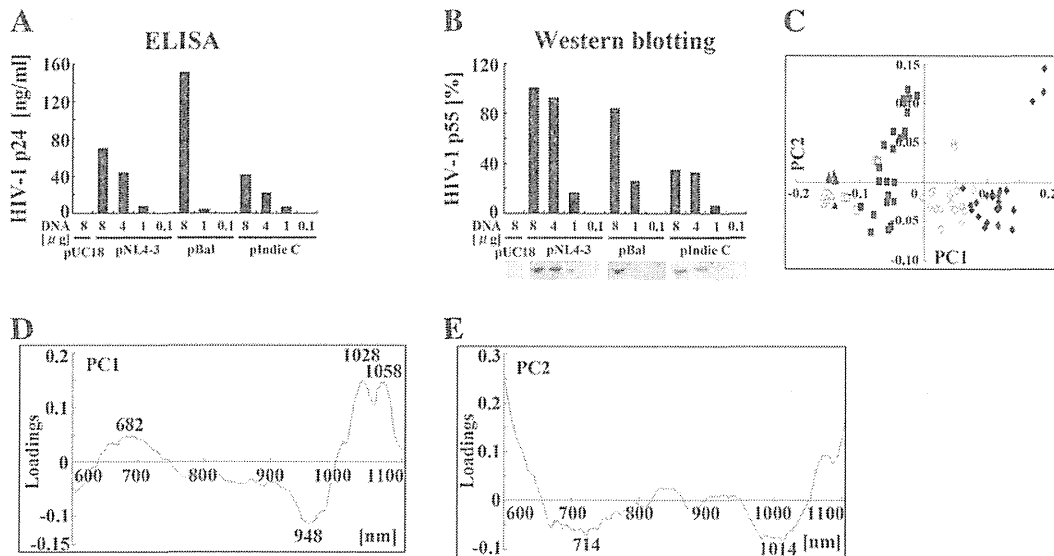 A
ELISA
HIV-1 p24 [ng/ml]
160
120
80
40
0
DNA 8 8 4 1 0.1 8 1 0.1 8 4 1 0.1
[μg]
pUC18 pNL4-3 pBal pIndie C
B
Western blotting
HIV-1 p55 [%]
120
80
40
0
DNA 8 8 4 1 0.1 8 1 0.1 8 4 1 0.1
[μg]
pUC18 pNL4-3 pBal pIndie C
C
PC2
0.15
0.10
0.05
-0.2 -0.1 0 0.1 0.2
-0.05
-0.10
PC1
D
PC1
Loadings
0.2
0.1
0
-0.1
-0.15
600 700 800 900 1000 1100
682
948
1028
1058
[nm]
E
PC2
Loadings
0.3
0.2
0.1
0
-0.1
600 700 800 900 1000 1100
714
1014
[nm]